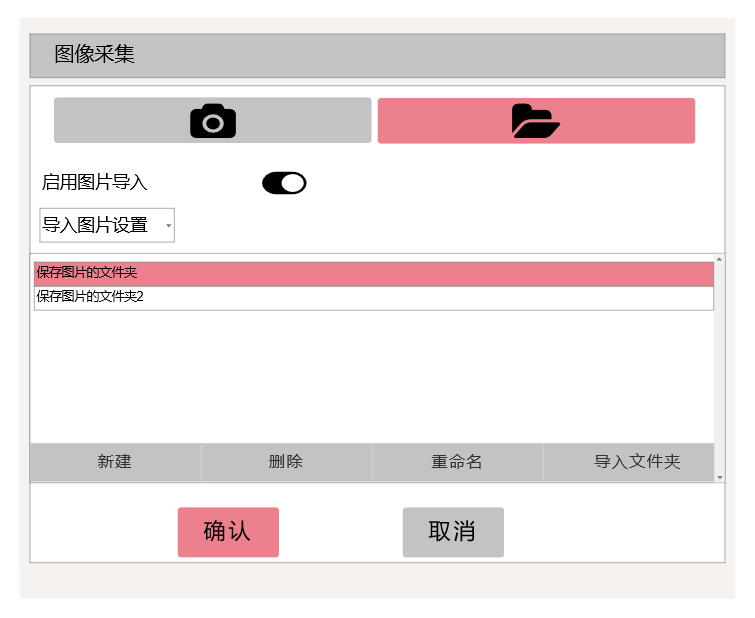 图像采集
启用图片导入
导入图片设置
保存图片的文件夹
保存图片的文件夹2
新建 删除 重命名 导入文件夹
确认 取消